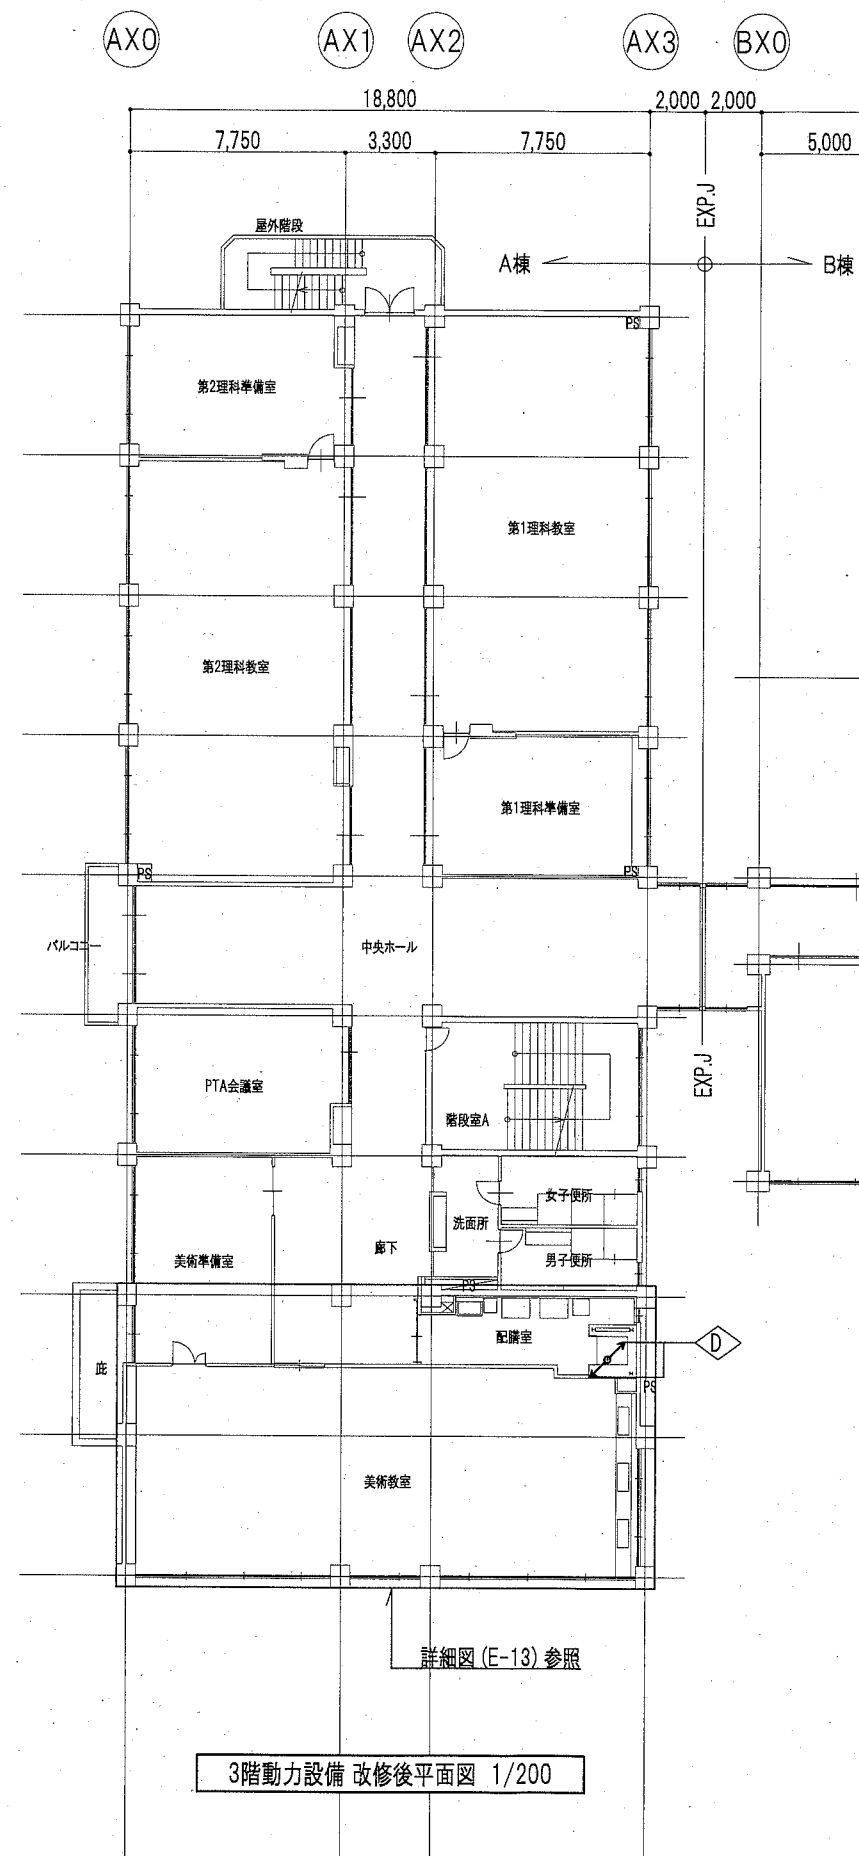 AX0 AX1 AX2 AX3 BX0
18,800 2,000 2,000
7,750 3,300 7,750 5,000
EXP.J
屋外階段
A棟 B棟
PS
第2理科準備室
第1理科教室
第2理科教室
第1理科準備室
PS PS
バルコニー 中央ホール
PTA会議室
EXP.J
階段室A
女子便所
洗面所
美術準備室 廊下 男子便所
PS
配膳室 D
庇
PS
美術教室
詳細図(E-13)参照
3階動力設備 改修後平面図 1/200